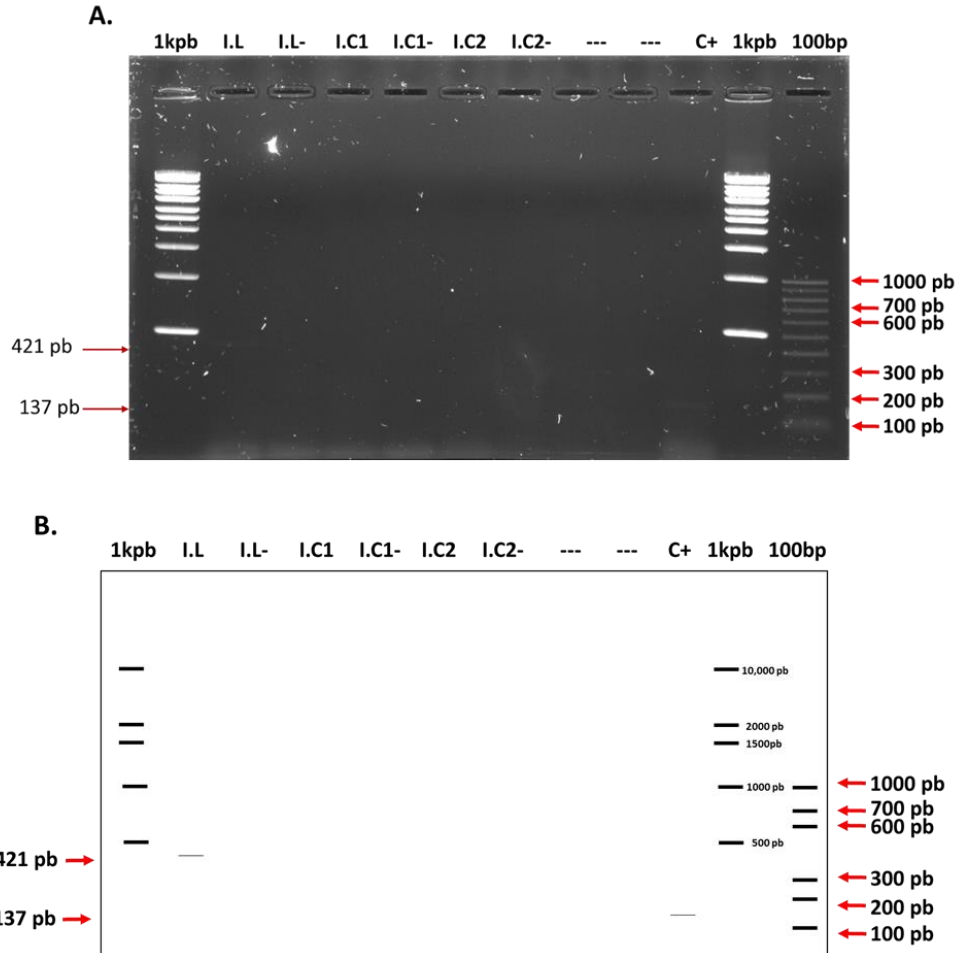 A.
1kpb I.L I.L- I.C1 I.C1- I.C2 I.C2- --- --- C+ 1kpb 100bp
1000 pb
700 pb
600 pb
421 pb
300 pb
200 pb
137 pb
100 pb
B.
1kpb I.L I.L- I.C1 I.C1- I.C2 I.C2- --- --- C+ 1kpb 100bp
10,000 pb
2000 pb
1500pb
1000 pb 1000 pb
700 pb
600 pb
500 pb
421 pb
300 pb
200 pb
137 pb
100 pb